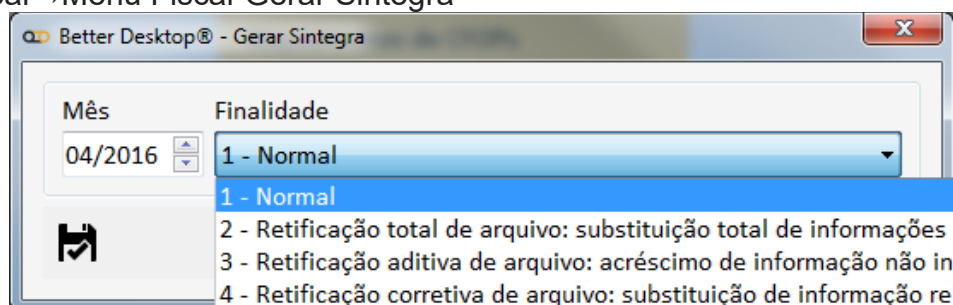 Menu Fiscal Gerar Sintegra
Better Desktop® - Gerar Sintegra
Mês
Finalidade
04/2016
1 - Normal
1 - Normal
2 - Retificação total de arquivo: substituição total de informações
3 - Retificação aditiva de arquivo: acréscimo de informação não in
4 - Retificação corretiva de arquivo: substituição de informação re